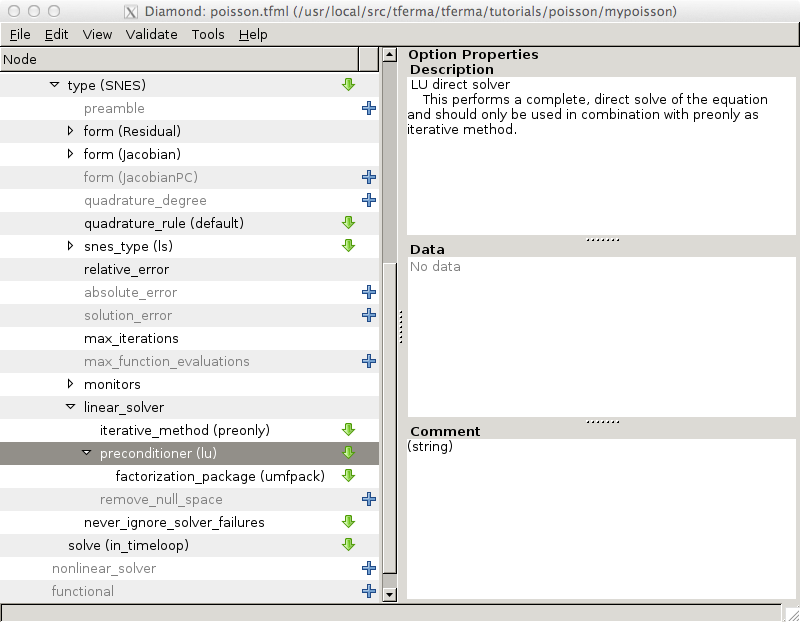 Diamond: poisson.tfml (/usr/local/src/tferma/tferma/tutorials/poisson/mypoisson)
File Edit View Validate Tools Help
Node
type (SNES)
preamble
form (Residual)
form (Jacobian)
form (JacobianPC)
quadrature_degree
quadrature_rule (default)
snes_type (ls)
relative_error
absolute_error
solution_error
max_iterations
max_function_evaluations
monitors
linear_solver
iterative_method (preonly)
preconditioner (lu)
factorization_package (umfpack)
remove_null_space
never_ignore_solver_failures
solve (in_timeloop)
nonlinear_solver
functional
Option Properties
Description
LU direct solver
This performs a complete, direct solve of the equation
and should only be used in combination with preonly as
iterative method.
Data
No data
Comment
(string)